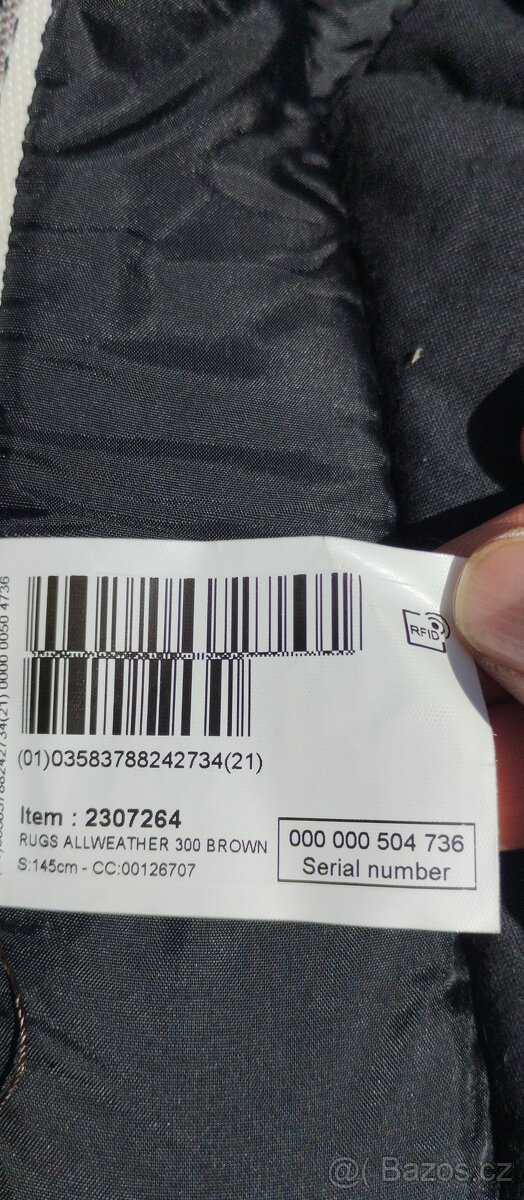 RFID
(01)03583788242734(21)
Item : 2307264
RUGS ALLWEATHER 300 BROWN
S:145cm - CC:00126707
000 000 504 736
Serial number
@( Bazos.cz